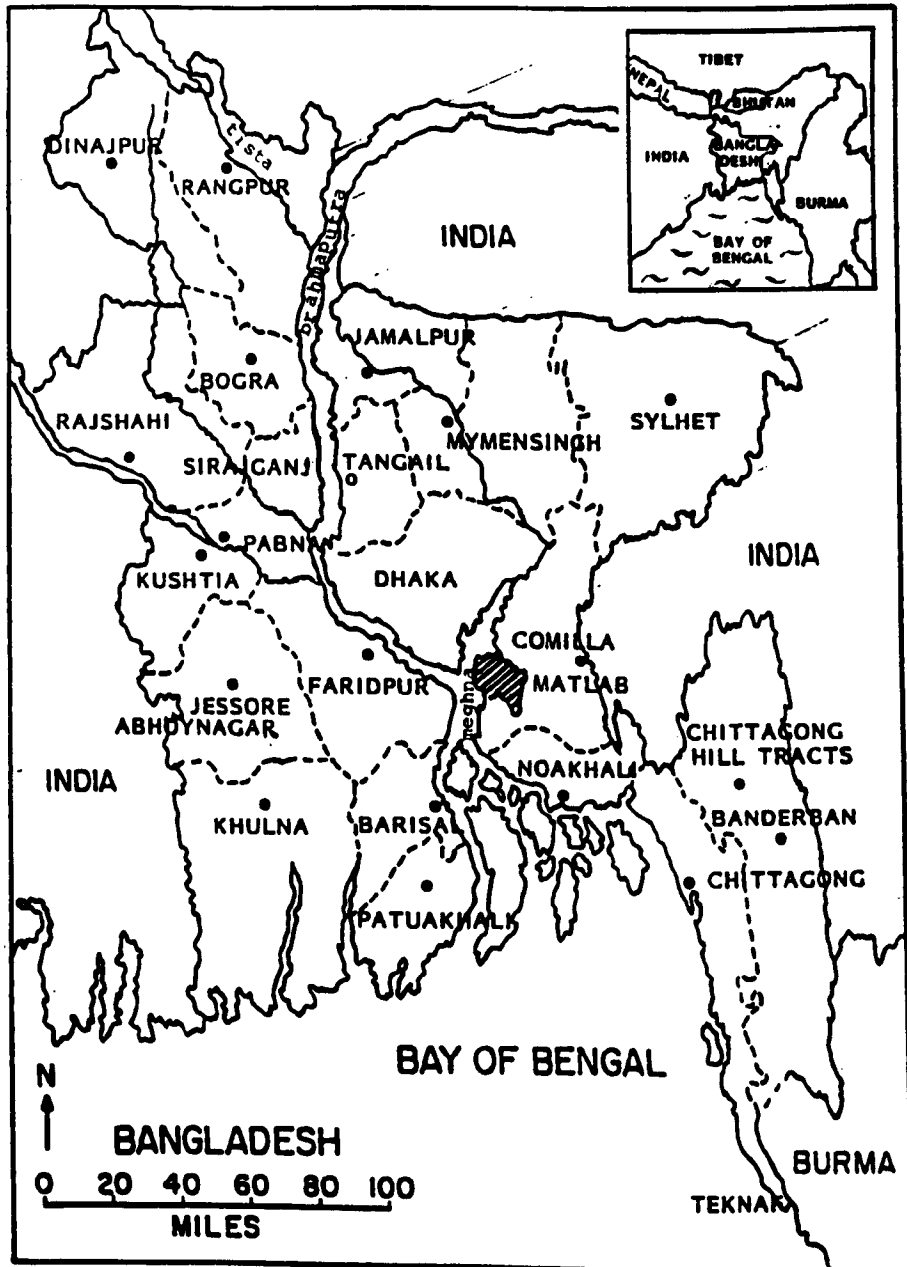 TIBET
NEPAL
BHUTAN
INDIA
BANGLA
DESH
BURMA
BAY OF
BENGAL
DINAJPUR
tista
RANGPUR
brahmaputra
INDIA
JAMALPUR
BOGRA
RAJSHAHI
MYMENSINGH
SYLHET
SIRAJGANJ
TANGAIL
PABNA
KUSHTIA
DHAKA
INDIA
COMILLA
MATLAB
meghna
FARIDPUR
JESSORE
ABHOYNAGAR
CHITTAGONG
HILL TRACTS
INDIA
NOAKHALI
KHULNA
BARISAL
BANDERBAN
CHITTAGONG
PATUAKHALI
BAY OF BENGAL
N
BANGLADESH
0 20 40 60 80 100
MILES
BURMA
TEKNAF